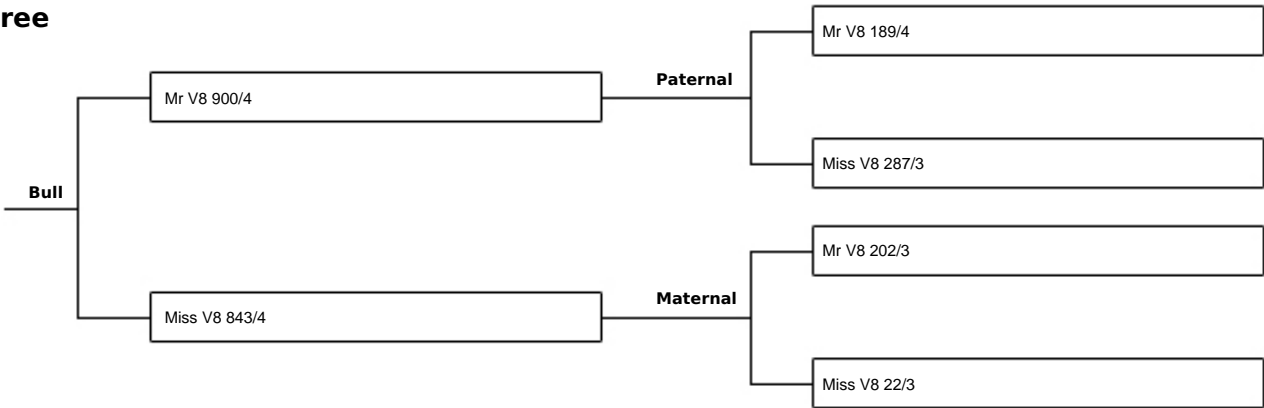 ree
Mr V8 189/4
Paternal
Mr V8 900/4
Miss V8 287/3
Bull
Mr V8 202/3
Maternal
Miss V8 843/4
Miss V8 22/3